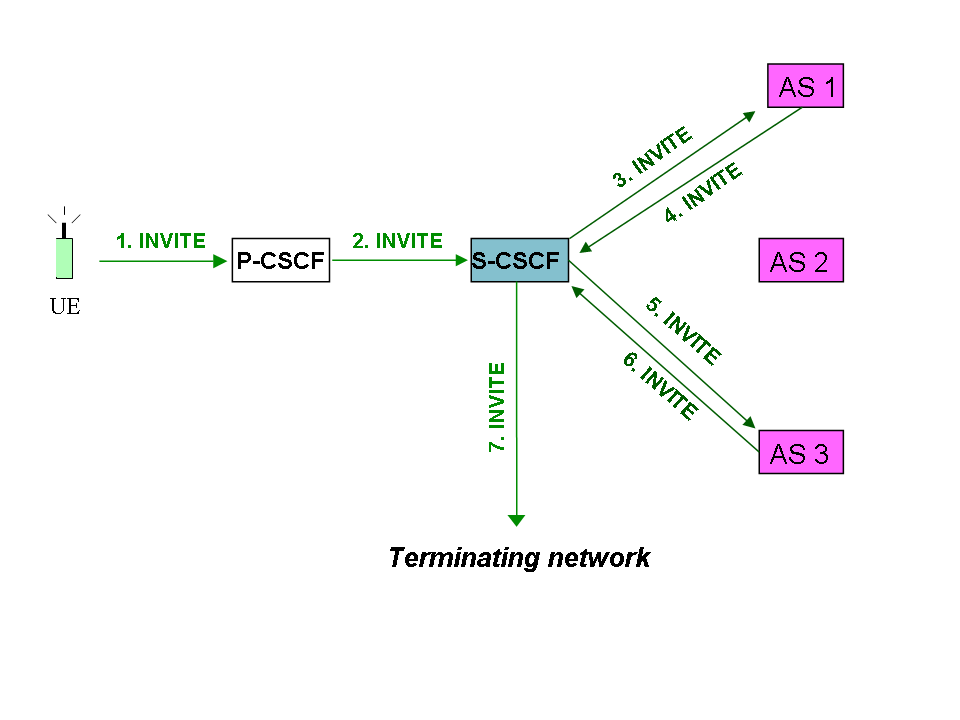 AS 1
3. INVITE
4. INVITE
1. INVITE
2. INVITE
P-CSCF
S-CSCF
AS 2
UE
5. INVITE
6. INVITE
7. INVITE
AS 3
Terminating network